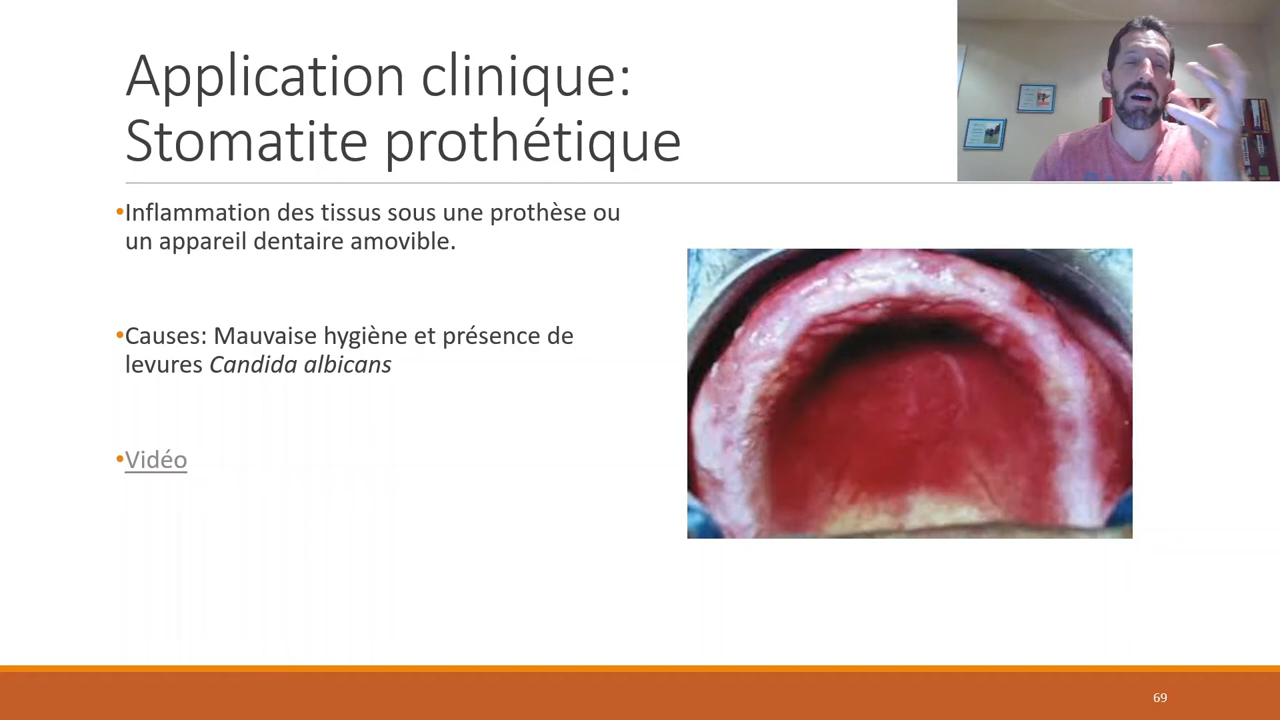 Application clinique:
Stomatite prothétique
•Inflammation des tissus sous une prothèse ou
un appareil dentaire amovible.
•Causes: Mauvaise hygiène et présence de
levures Candida albicans
•Vidéo
69